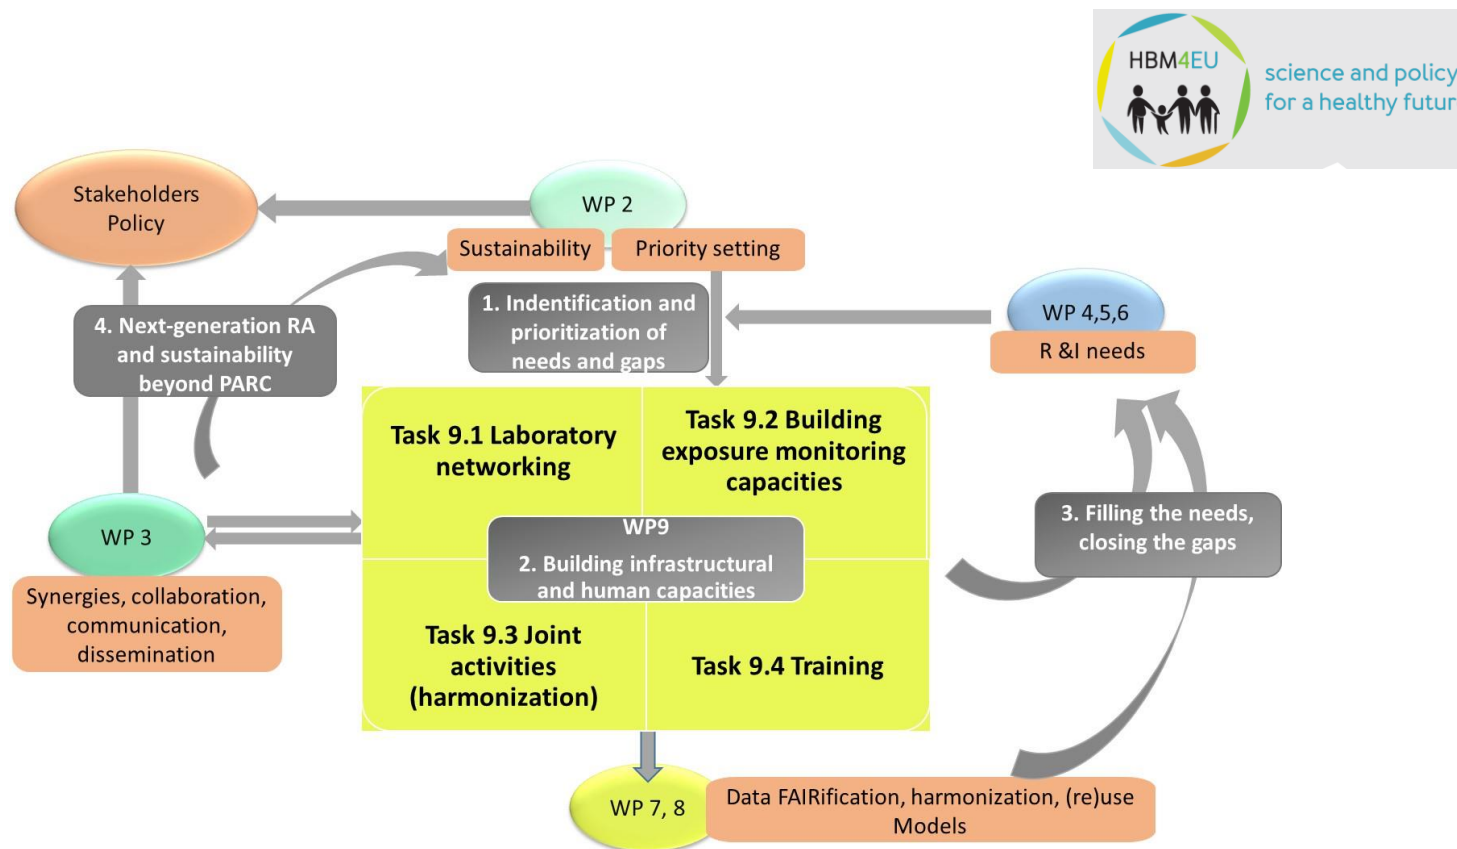 HBM4EU
science and policy
for a healthy futur
Stakeholders
Policy
WP 2
Sustainability
Priority setting
1. Indentification and
prioritization of
needs and gaps
WP 4,5,6
R &I needs
4. Next-generation RA
and sustainability
beyond PARC
Task 9.1 Laboratory
networking
Task 9.2 Building
exposure monitoring
capacities
WP 3
Synergies, collaboration,
communication,
dissemination
WP9
2. Building infrastructural
and human capacities
3. Filling the needs,
closing the gaps
Task 9.3 Joint
activities
(harmonization)
Task 9.4 Training
WP 7, 8
Data FAIRification, harmonization, (re)use
Models